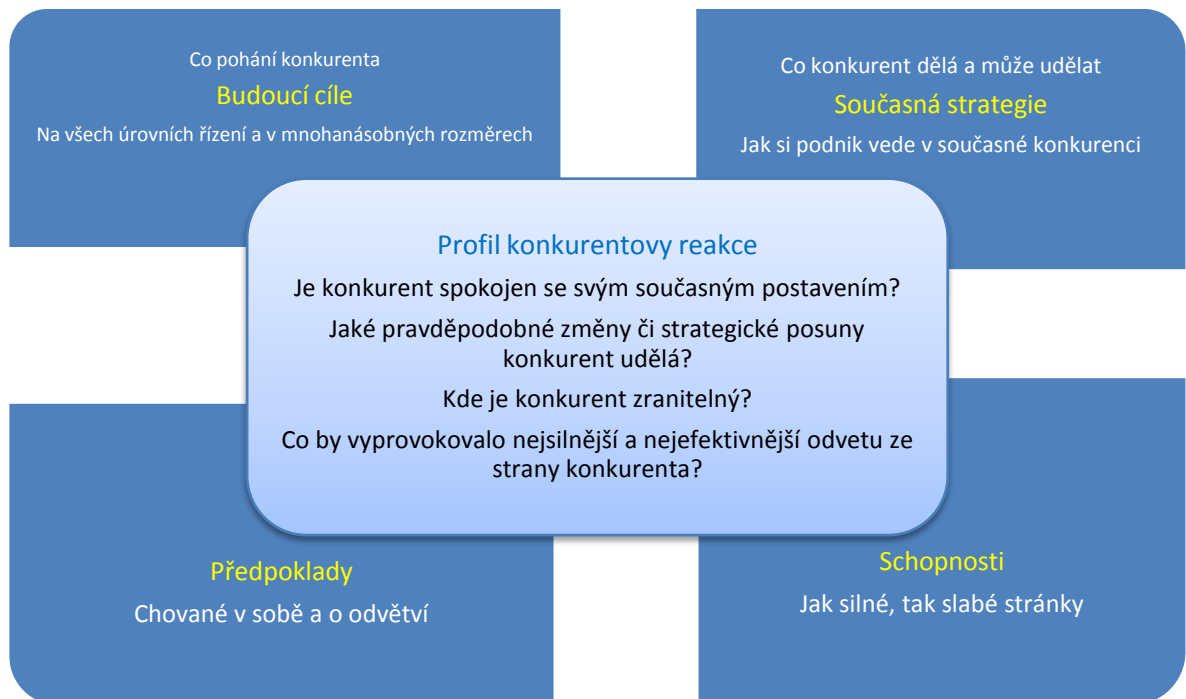 Co pohání konkurenta
Budoucí cíle
Na všech úrovních řízení a v mnohanásobných rozměrech
Co konkurent dělá a může udělat
Současná strategie
Jak si podnik vede v současné konkurenci
Profil konkurentovy reakce
Je konkurent spokojen se svým současným postavením?
Jaké pravděpodobné změny či strategické posuny
konkurent udělá?
Kde je konkurent zranitelný?
Co by vyprovokovalo nejsilnější a nejefektivnější odvetu ze
strany konkurenta?
Předpoklady
Chované v sobě a o odvětví
Schopnosti
Jak silné, tak slabé stránky